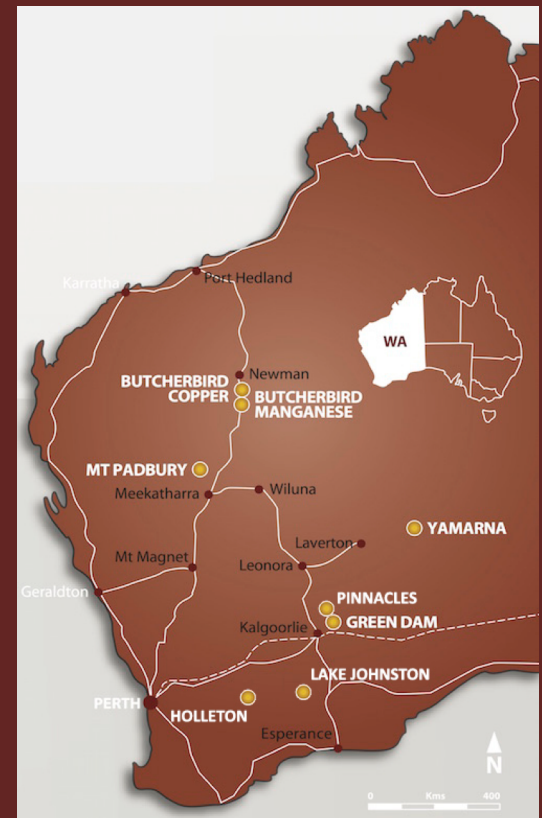 Karratha
Port Hedland
WA
Newman
BUTCHERBIRD
COPPER
BUTCHERBIRD
MANGANESE
MT PADBURY
Meekatharra
Wiluna
YAMARNA
Laverton
Mt Magnet
Leonora
Geraldton
PINNACLES
GREEN DAM
Kalgoorlie
LAKE JOHNSTON
PERTH
HOLLETON
Esperance
N
0 Kms 400